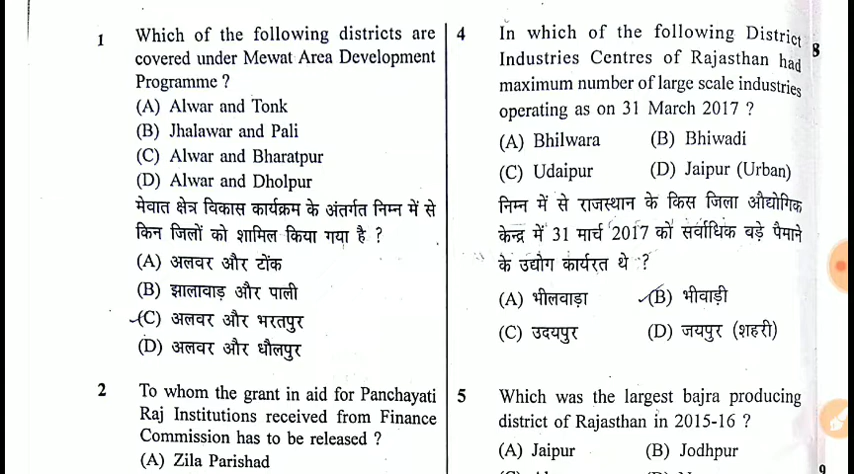 1 Which of the following districts are
covered under Mewat Area Development
Programme ?
(A) Alwar and Tonk
(B) Jhalawar and Pali
(C) Alwar and Bharatpur
(D) Alwar and Dholpur
मेवात क्षेत्र विकास कार्यक्रम के अंतर्गत निम्न में से
किन जिलों को शामिल किया गया है ?
(A) अलवर और टोंक
(B) झालावाड़ और पाली
(C) अलवर और भरतपुर
(D) अलवर और धौलपुर
2 To whom the grant in aid for Panchayati
Raj Institutions received from Finance
Commission has to be released ?
(A) Zila Parishad
4 In which of the following District
Industries Centres of Rajasthan had
maximum number of large scale industries
operating as on 31 March 2017 ?
(A) Bhilwara (B) Bhiwadi
(C) Udaipur (D) Jaipur (Urban)
निम्न में से राजस्थान के किस जिला औद्योगिक
केन्द्र में 31 मार्च 2017 को सर्वाधिक बड़े पैमाने
के उद्योग कार्यरत थे ?
(A) भीलवाड़ा (B) भीवाड़ी
(C) उदयपुर (D) जयपुर (शहरी)
5 Which was the largest bajra producing
district of Rajasthan in 2015-16 ?
(A) Jaipur (B) Jodhpur
8
9